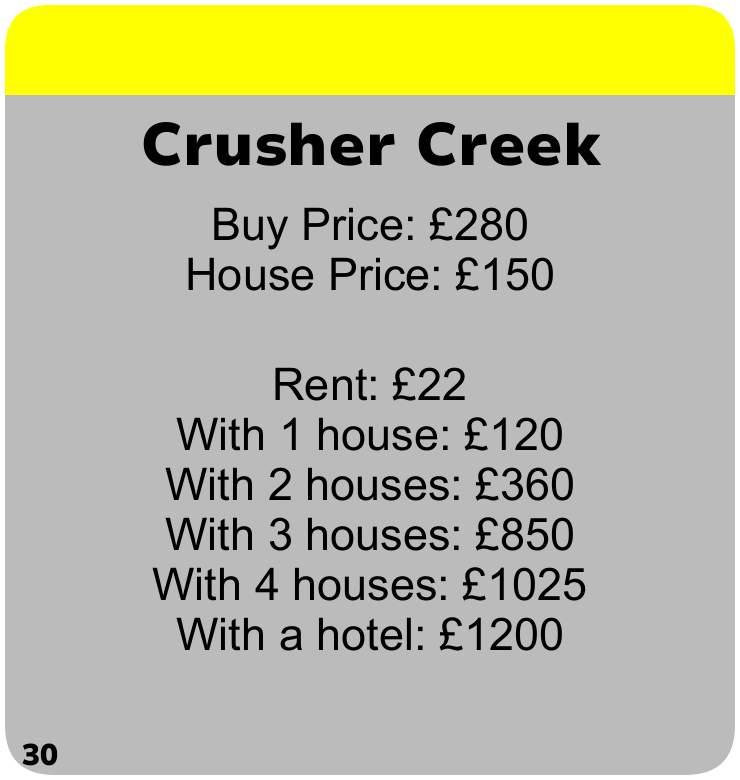 Crusher Creek
Buy Price: £280
House Price: £150
Rent: £22
With 1 house: £120
With 2 houses: £360
With 3 houses: £850
With 4 houses: £1025
With a hotel: £1200
30